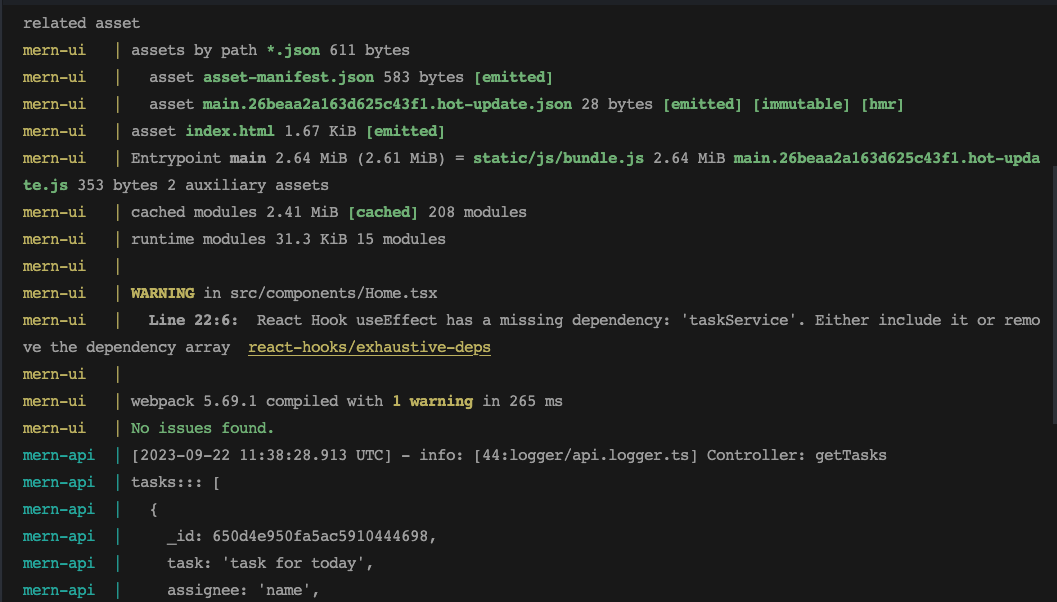 related asset
mern-ui   | assets by path *.json 611 bytes
mern-ui   |   asset asset-manifest.json 583 bytes [emitted]
mern-ui   |   asset main.26beaa2a163d625c43f1.hot-update.json 28 bytes [emitted] [immutable] [hmr]
mern-ui   | asset index.html 1.67 KiB [emitted]
mern-ui   | Entrypoint main 2.64 MiB (2.61 MiB) = static/js/bundle.js 2.64 MiB main.26beaa2a163d625c43f1.hot-upda
te.js 353 bytes 2 auxiliary assets
mern-ui   | cached modules 2.41 MiB [cached] 208 modules
mern-ui   | runtime modules 31.3 KiB 15 modules
mern-ui   |
mern-ui   | WARNING in src/components/Home.tsx
mern-ui   |   Line 22:6:  React Hook useEffect has a missing dependency: 'taskService'. Either include it or remo
ve the dependency array  react-hooks/exhaustive-deps
mern-ui   |
mern-ui   | webpack 5.69.1 compiled with 1 warning in 265 ms
mern-ui   | No issues found.
mern-api  | [2023-09-22 11:38:28.913 UTC] - info: [44:logger/api.logger.ts] Controller: getTasks
mern-api  | tasks::: [
mern-api  |   {
mern-api  |     _id: 650d4e950fa5ac5910444698,
mern-api  |     task: 'task for today',
mern-api  |     assignee: 'name',